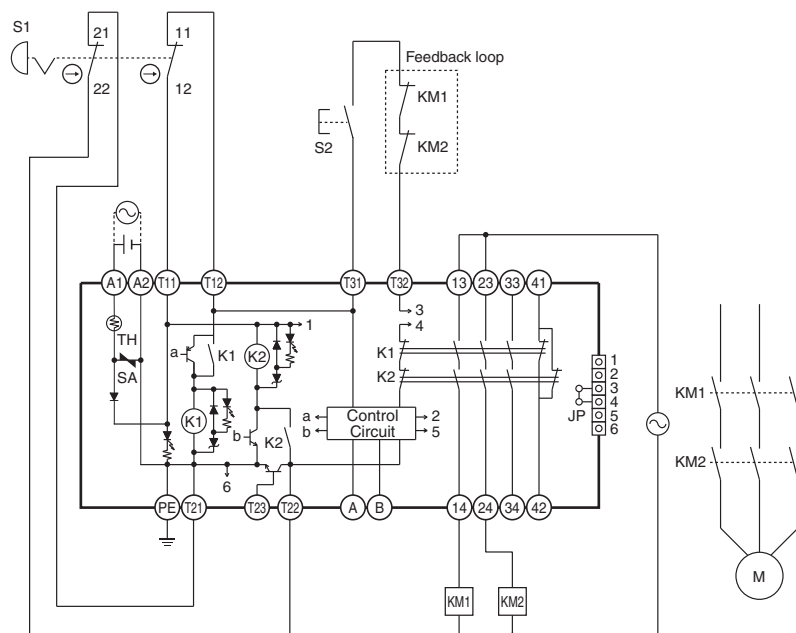 S1
21
11
22
12
Feedback loop
KM1
S2
KM2
A1
A2
T11
T12
T31
T32
13
23
33
41
1
3
4
TH
a
K1
K2
K1
1
2
3
4
5
6
SA
K2
K1
JP
KM1
a
b
Control
Circuit
2
5
b
K2
KM2
6
PE
T21
T23
T22
A
B
14
24
34
42
M
KM1
KM2